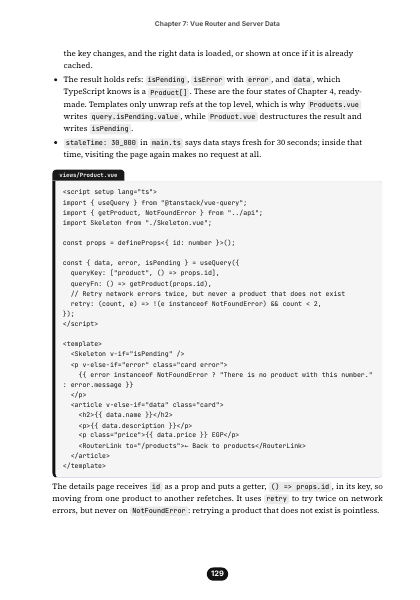 Chapter 7: Vue Router and Server Data
the key changes, and the right data is loaded, or shown at once if it is already
cached.
• The result holds refs: isPending, isError with error, and data, which
TypeScript knows is a Product[]. These are the four states of Chapter 4, ready-
made. Templates only unwrap refs at the top level, which is why Products.vue
writes query.isPending.value, while Product.vue destructures the result and
writes isPending.
• staleTime: 30_000 in main.ts says data stays fresh for 30 seconds; inside that
time, visiting the page again makes no request at all.
views/Product.vue
<script setup lang="ts">
import { useQuery } from "@tanstack/vue-query";
import { getProduct, NotFoundError } from "../api";
import Skeleton from "./Skeleton.vue";
const props = defineProps<{ id: number }>();
const { data, error, isPending } = useQuery({
  queryKey: ["product", () => props.id],
  queryFn: () => getProduct(props.id),
  // Retry network errors twice, but never a product that does not exist
  retry: (count, e) => !(e instanceof NotFoundError) && count < 2,
});
</script>
<template>
  <Skeleton v-if="isPending" />
  <p v-else-if="error" class="card error">
    {{ error instanceof NotFoundError ? "There is no product with this number."
: error.message }}
  </p>
  <article v-else-if="data" class="card">
    <h2>{{ data.name }}</h2>
    <p>{{ data.description }}</p>
    <p class="price">{{ data.price }} EGP</p>
    <RouterLink to="/products">← Back to products</RouterLink>
  </article>
</template>
The details page receives id as a prop and puts a getter, () => props.id, in its key, so
moving from one product to another refetches. It uses retry to try twice on network
errors, but never on NotFoundError: retrying a product that does not exist is pointless.
129